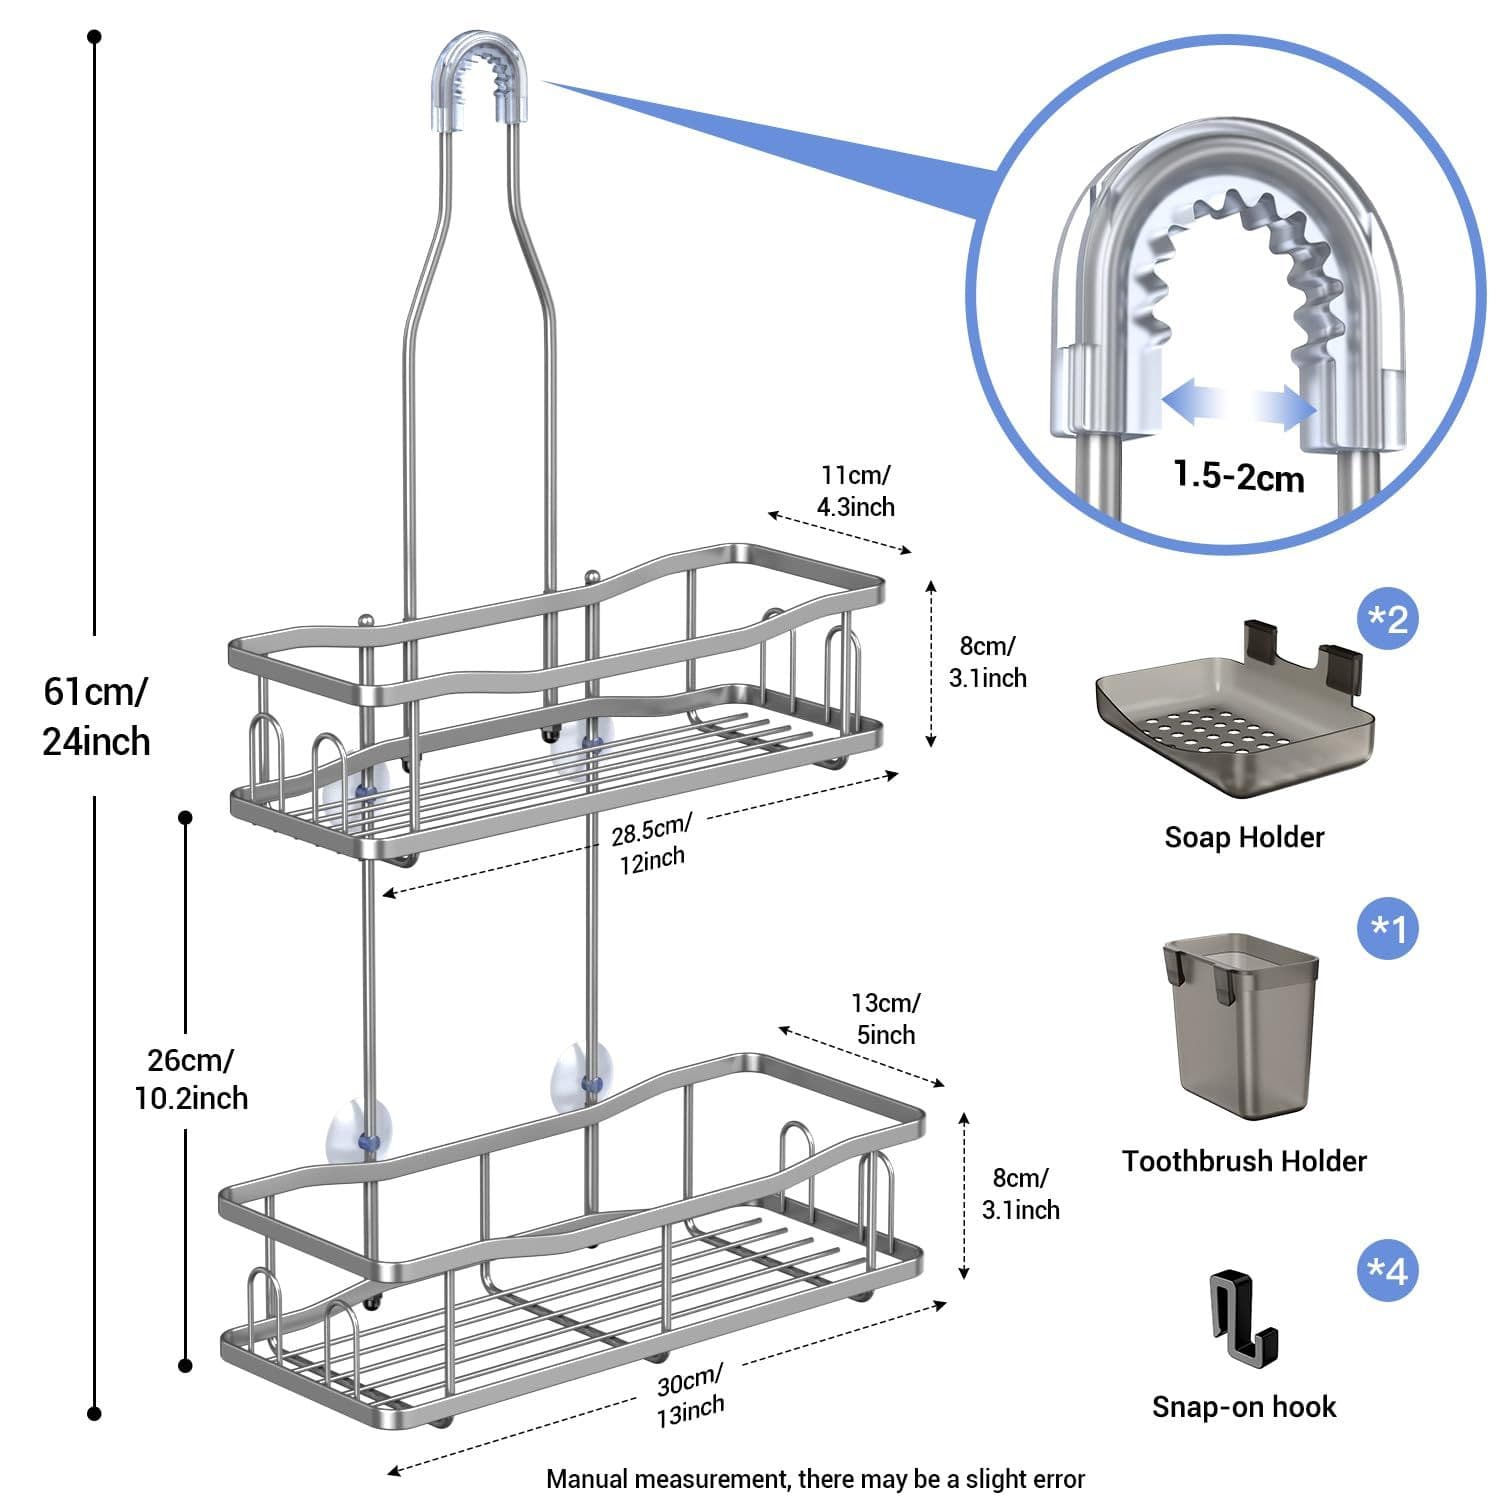 61cm/
24inch
26cm/
10.2inch
11cm/
4.3inch
8cm/
3.1inch
28.5cm/
12inch
13cm/
5inch
8cm/
3.1inch
30cm/
13inch
1.5-2cm
*2
Soap Holder
*1
Toothbrush Holder
*4
Snap-on hook
Manual measurement, there may be a slight error